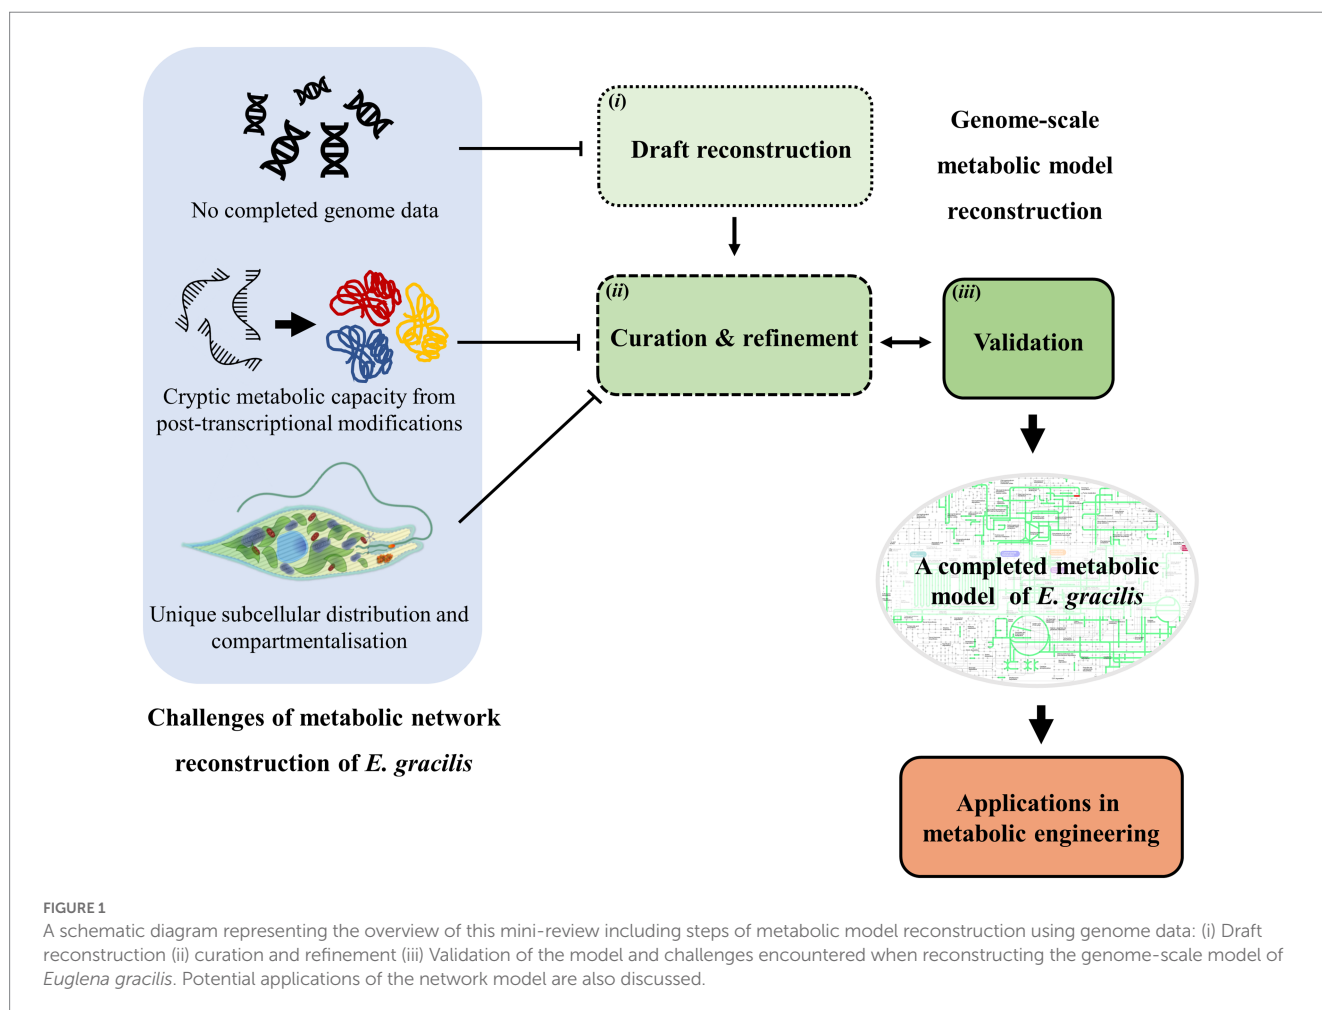 No completed genome data
Cryptic metabolic capacity from
post-transcriptional modifications
Unique subcellular distribution and
compartmentalisation
Challenges of metabolic network
reconstruction of E. gracilis
(i)
Draft reconstruction
(ii)
Curation & refinement
Genome-scale
metabolic model
reconstruction
(iii)
Validation
A completed metabolic
model of E. gracilis
Applications in
metabolic engineering
FIGURE 1
A schematic diagram representing the overview of this mini-review including steps of metabolic model reconstruction using genome data: (i) Draft
reconstruction (ii) curation and refinement (iii) Validation of the model and challenges encountered when reconstructing the genome-scale model of
Euglena gracilis. Potential applications of the network model are also discussed.